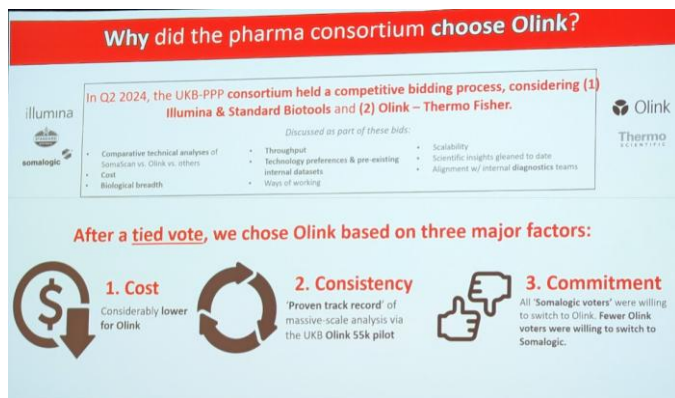 Why did the pharma consortium choose Olink?
In Q2 2024, the UKB-PPP consortium held a competitive bidding process, considering (1)
Illumina & Standard Biotools and (2) Olink – Thermo Fisher.
Discussed as part of these bids:
illumına
somalogic
• Comparative technical analyses of
SomaScan vs. Olink vs. others
• Cost
• Biological breadth
• Throughput
• Technology preferences & pre-existing
internal datasets
• Ways of working
• Scalability
• Scientific insights gleaned to date
• Alignment w/ internal diagnostics teams
Olink
Thermo
SCIENTIFIC
After a tied vote, we chose Olink based on three major factors:
$
1. Cost
Considerably lower
for Olink
2. Consistency
'Proven track record' of
massive-scale analysis via
the UKB Olink 55k pilot
3. Commitment
All 'Somalogic voters' were willing
to switch to Olink. Fewer Olink
voters were willing to switch to
Somalogic.